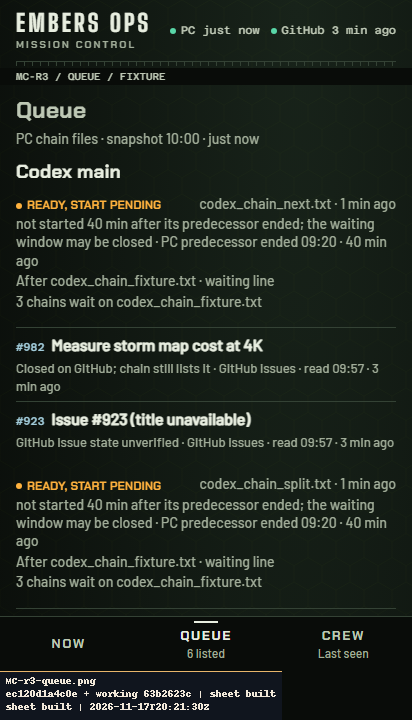 EMBERS OPS
MISSION CONTROL
PC just now
GitHub 3 min ago
MC-R3 / QUEUE / FIXTURE
Queue
PC chain files · snapshot 10:00 · just now
Codex main
READY, START PENDING
codex_chain_next.txt · 1 min ago
not started 40 min after its predecessor ended; the waiting
window may be closed · PC predecessor ended 09:20 · 40 min
ago
After codex_chain_fixture.txt · waiting line
3 chains wait on codex_chain_fixture.txt
#982 Measure storm map cost at 4K
Closed on GitHub; chain still lists it · GitHub Issues · read 09:57 · 3
min ago
#923 Issue #923 (title unavailable)
GitHub issue state unverified · GitHub Issues · read 09:57 · 3 min ago
READY, START PENDING
codex_chain_split.txt · 1 min ago
not started 40 min after its predecessor ended; the waiting
window may be closed · PC predecessor ended 09:20 · 40 min
ago
After codex_chain_fixture.txt · waiting line
3 chains wait on codex_chain_fixture.txt
NOW
QUEUE
6 listed
CREW
Last seen
MC-r3-queue.png
ec120d1a4c0e + working 63b2623c | sheet built
sheet built | 2026-11-17T20:21:30Z